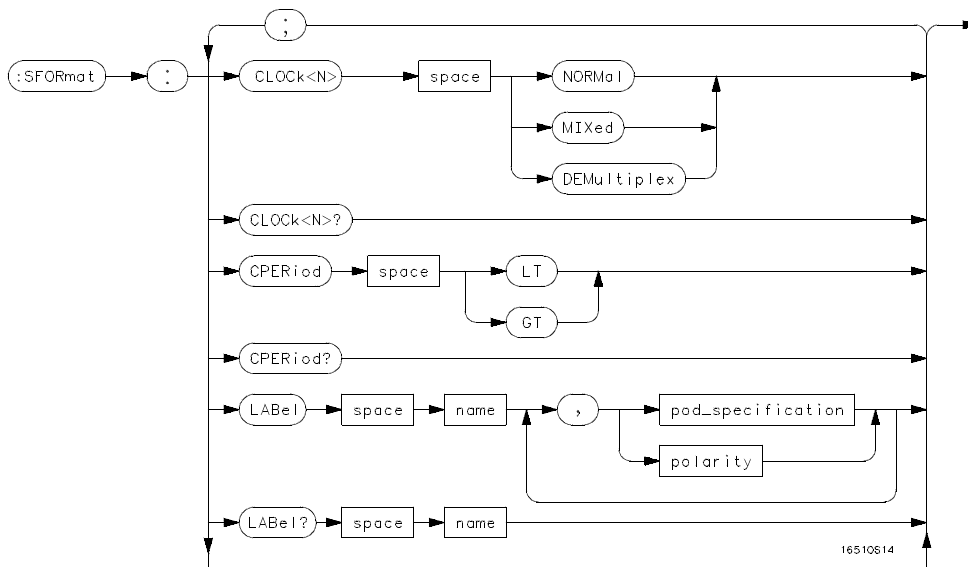 ;
:SFORmat : CLOCk<N> space NORMal
MIXed
DEMultiplex
CLOCk<N>?
CPERiod space LT
GT
CPERiod?
LABel space name , pod_specification
polarity
LABel? space name
16510S14